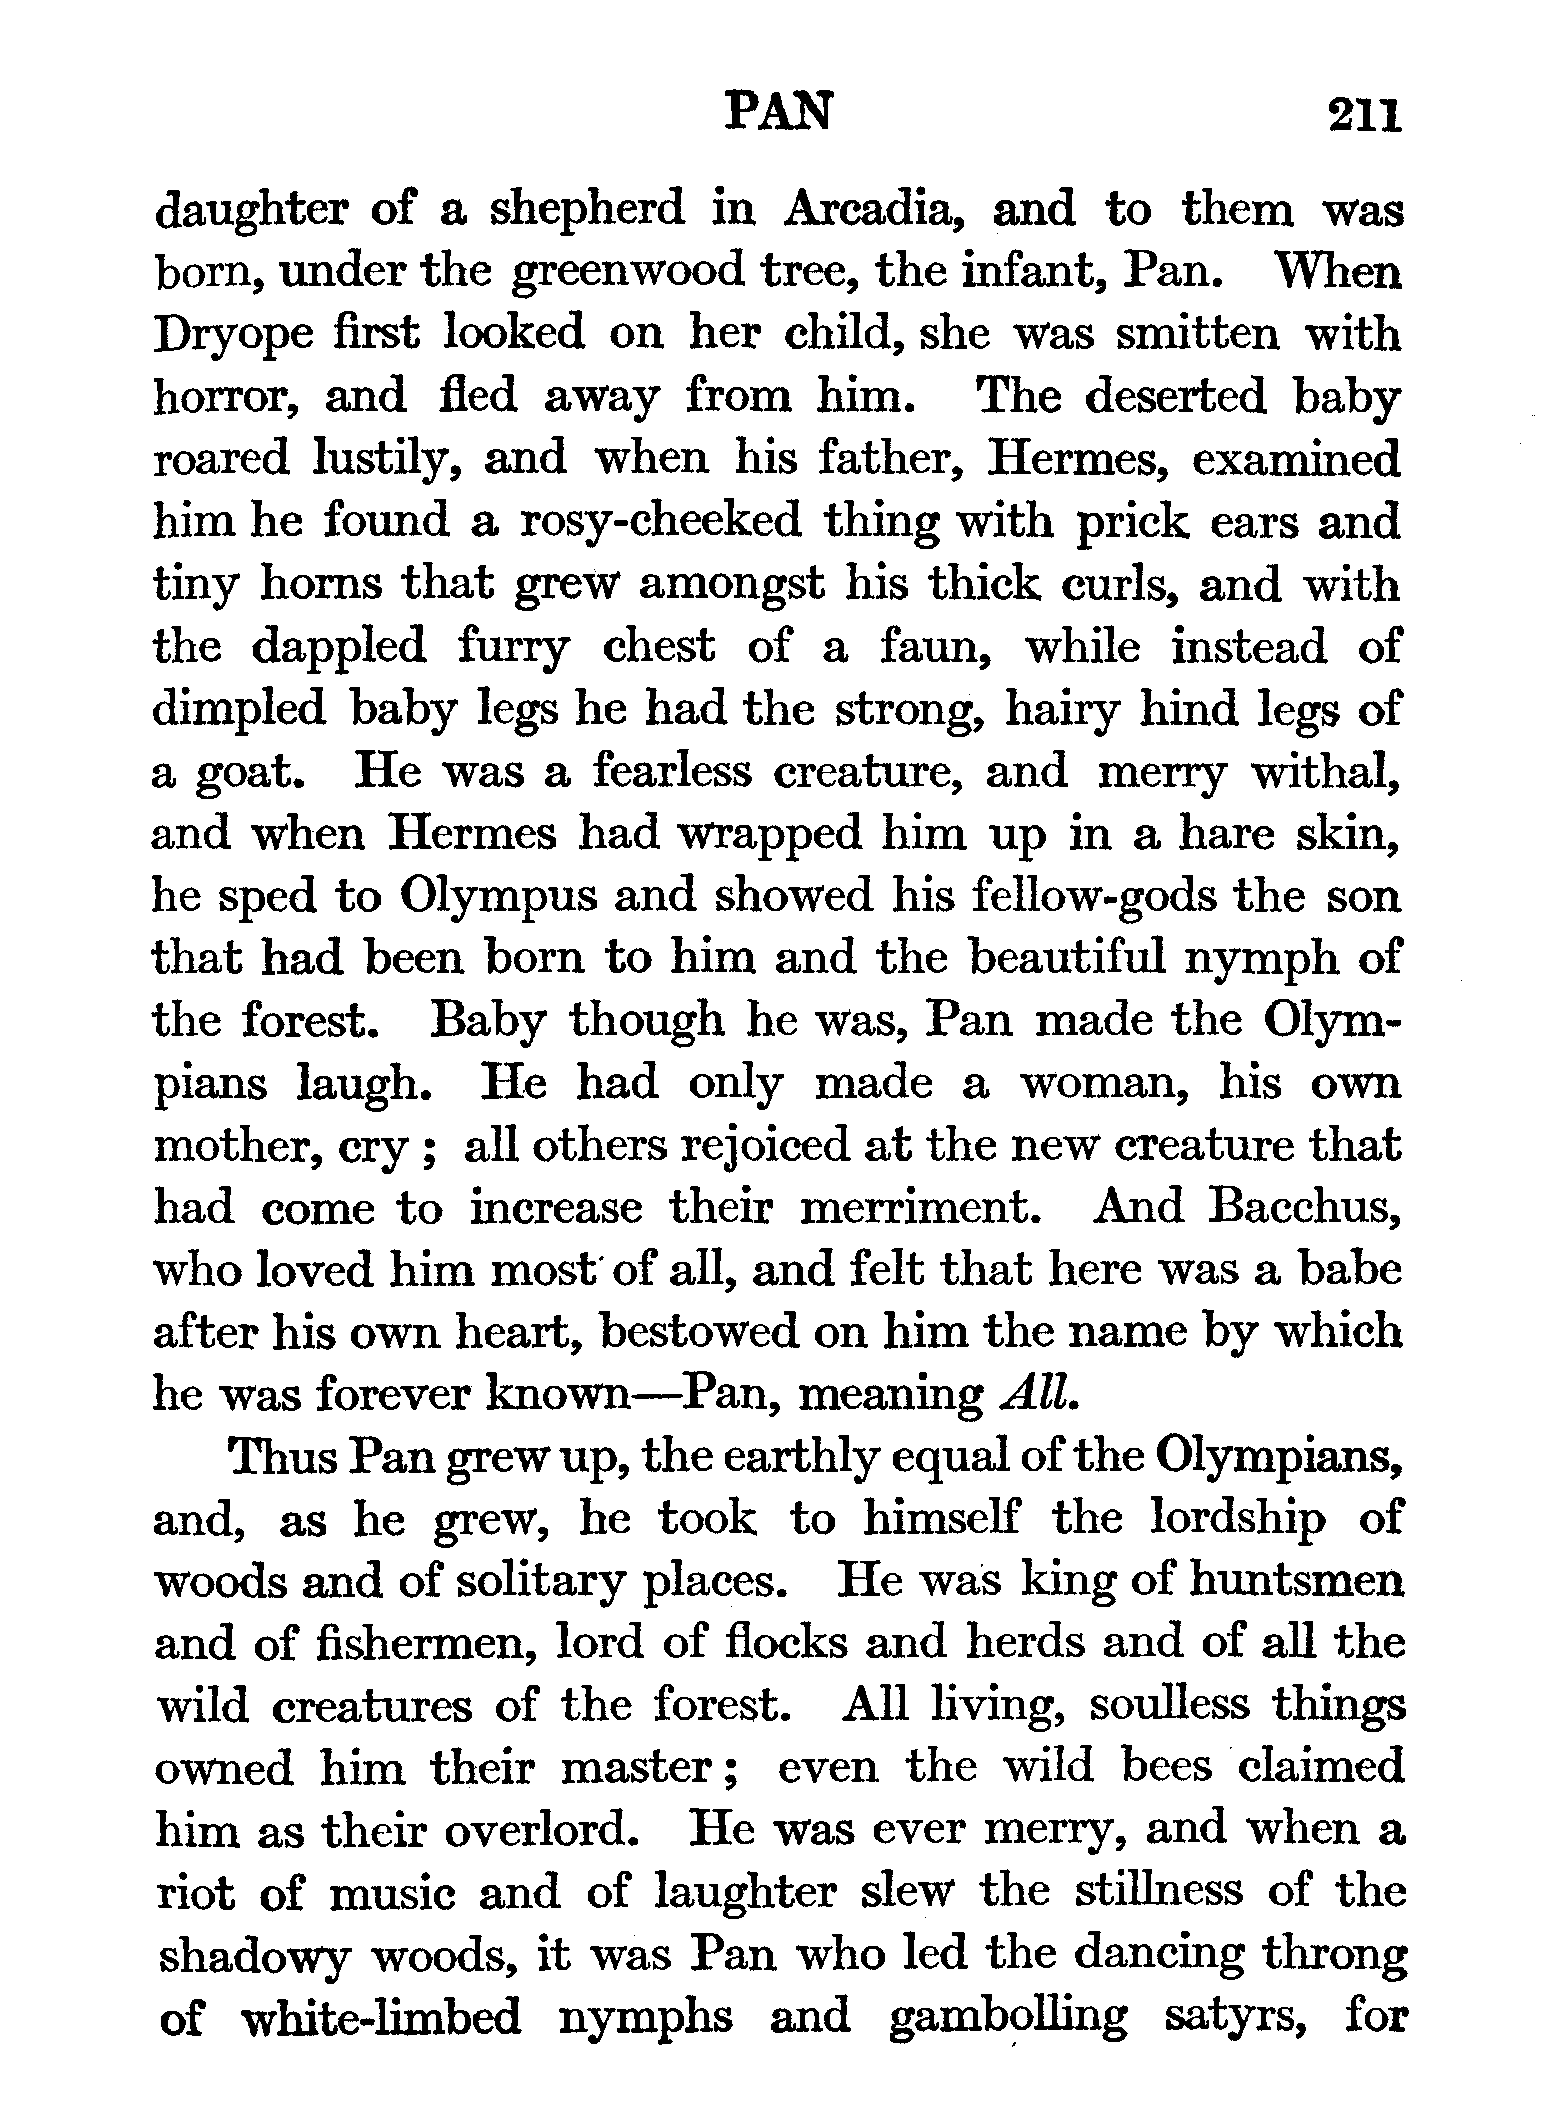 PAN 211
daughter of a shepherd in Arcadia, and to them was
born, under the greenwood tree, the infant, Pan. When
Dryope first looked on her child, she was smitten with
horror, and fled away from him. The deserted baby
roared lustily, and when his father, Hermes, examined
him he found a rosy-cheeked thing with prick ears and
tiny horns that grew amongst his thick curls, and with
the dappled furry chest of a faun, while instead of
dimpled baby legs he had the strong, hairy hind legs of
a goat. He was a fearless creature, and merry withal,
and when Hermes had wrapped him up in a hare skin,
he sped to Olympus and showed his fellow-gods the son
that had been born to him and the beautiful nymph of
the forest. Baby though he was, Pan made the Olym-
pians laugh. He had only made a woman, his own
mother, cry ; all others rejoiced at the new creature that
had come to increase their merriment. And Bacchus,
who loved him most of all, and felt that here was a babe
after his own heart, bestowed on him the name by which
he was forever known—Pan, meaning All.
Thus Pan grew up, the earthly equal of the Olympians,
and, as he grew, he took to himself the lordship of
woods and of solitary places. He was king of huntsmen
and of fishermen, lord of flocks and herds and of all the
wild creatures of the forest. All living, soulless things
owned him their master ; even the wild bees claimed
him as their overlord. He was ever merry, and when a
riot of music and of laughter slew the stillness of the
shadowy woods, it was Pan who led the dancing throng
of white-limbed nymphs and gambolling satyrs, for